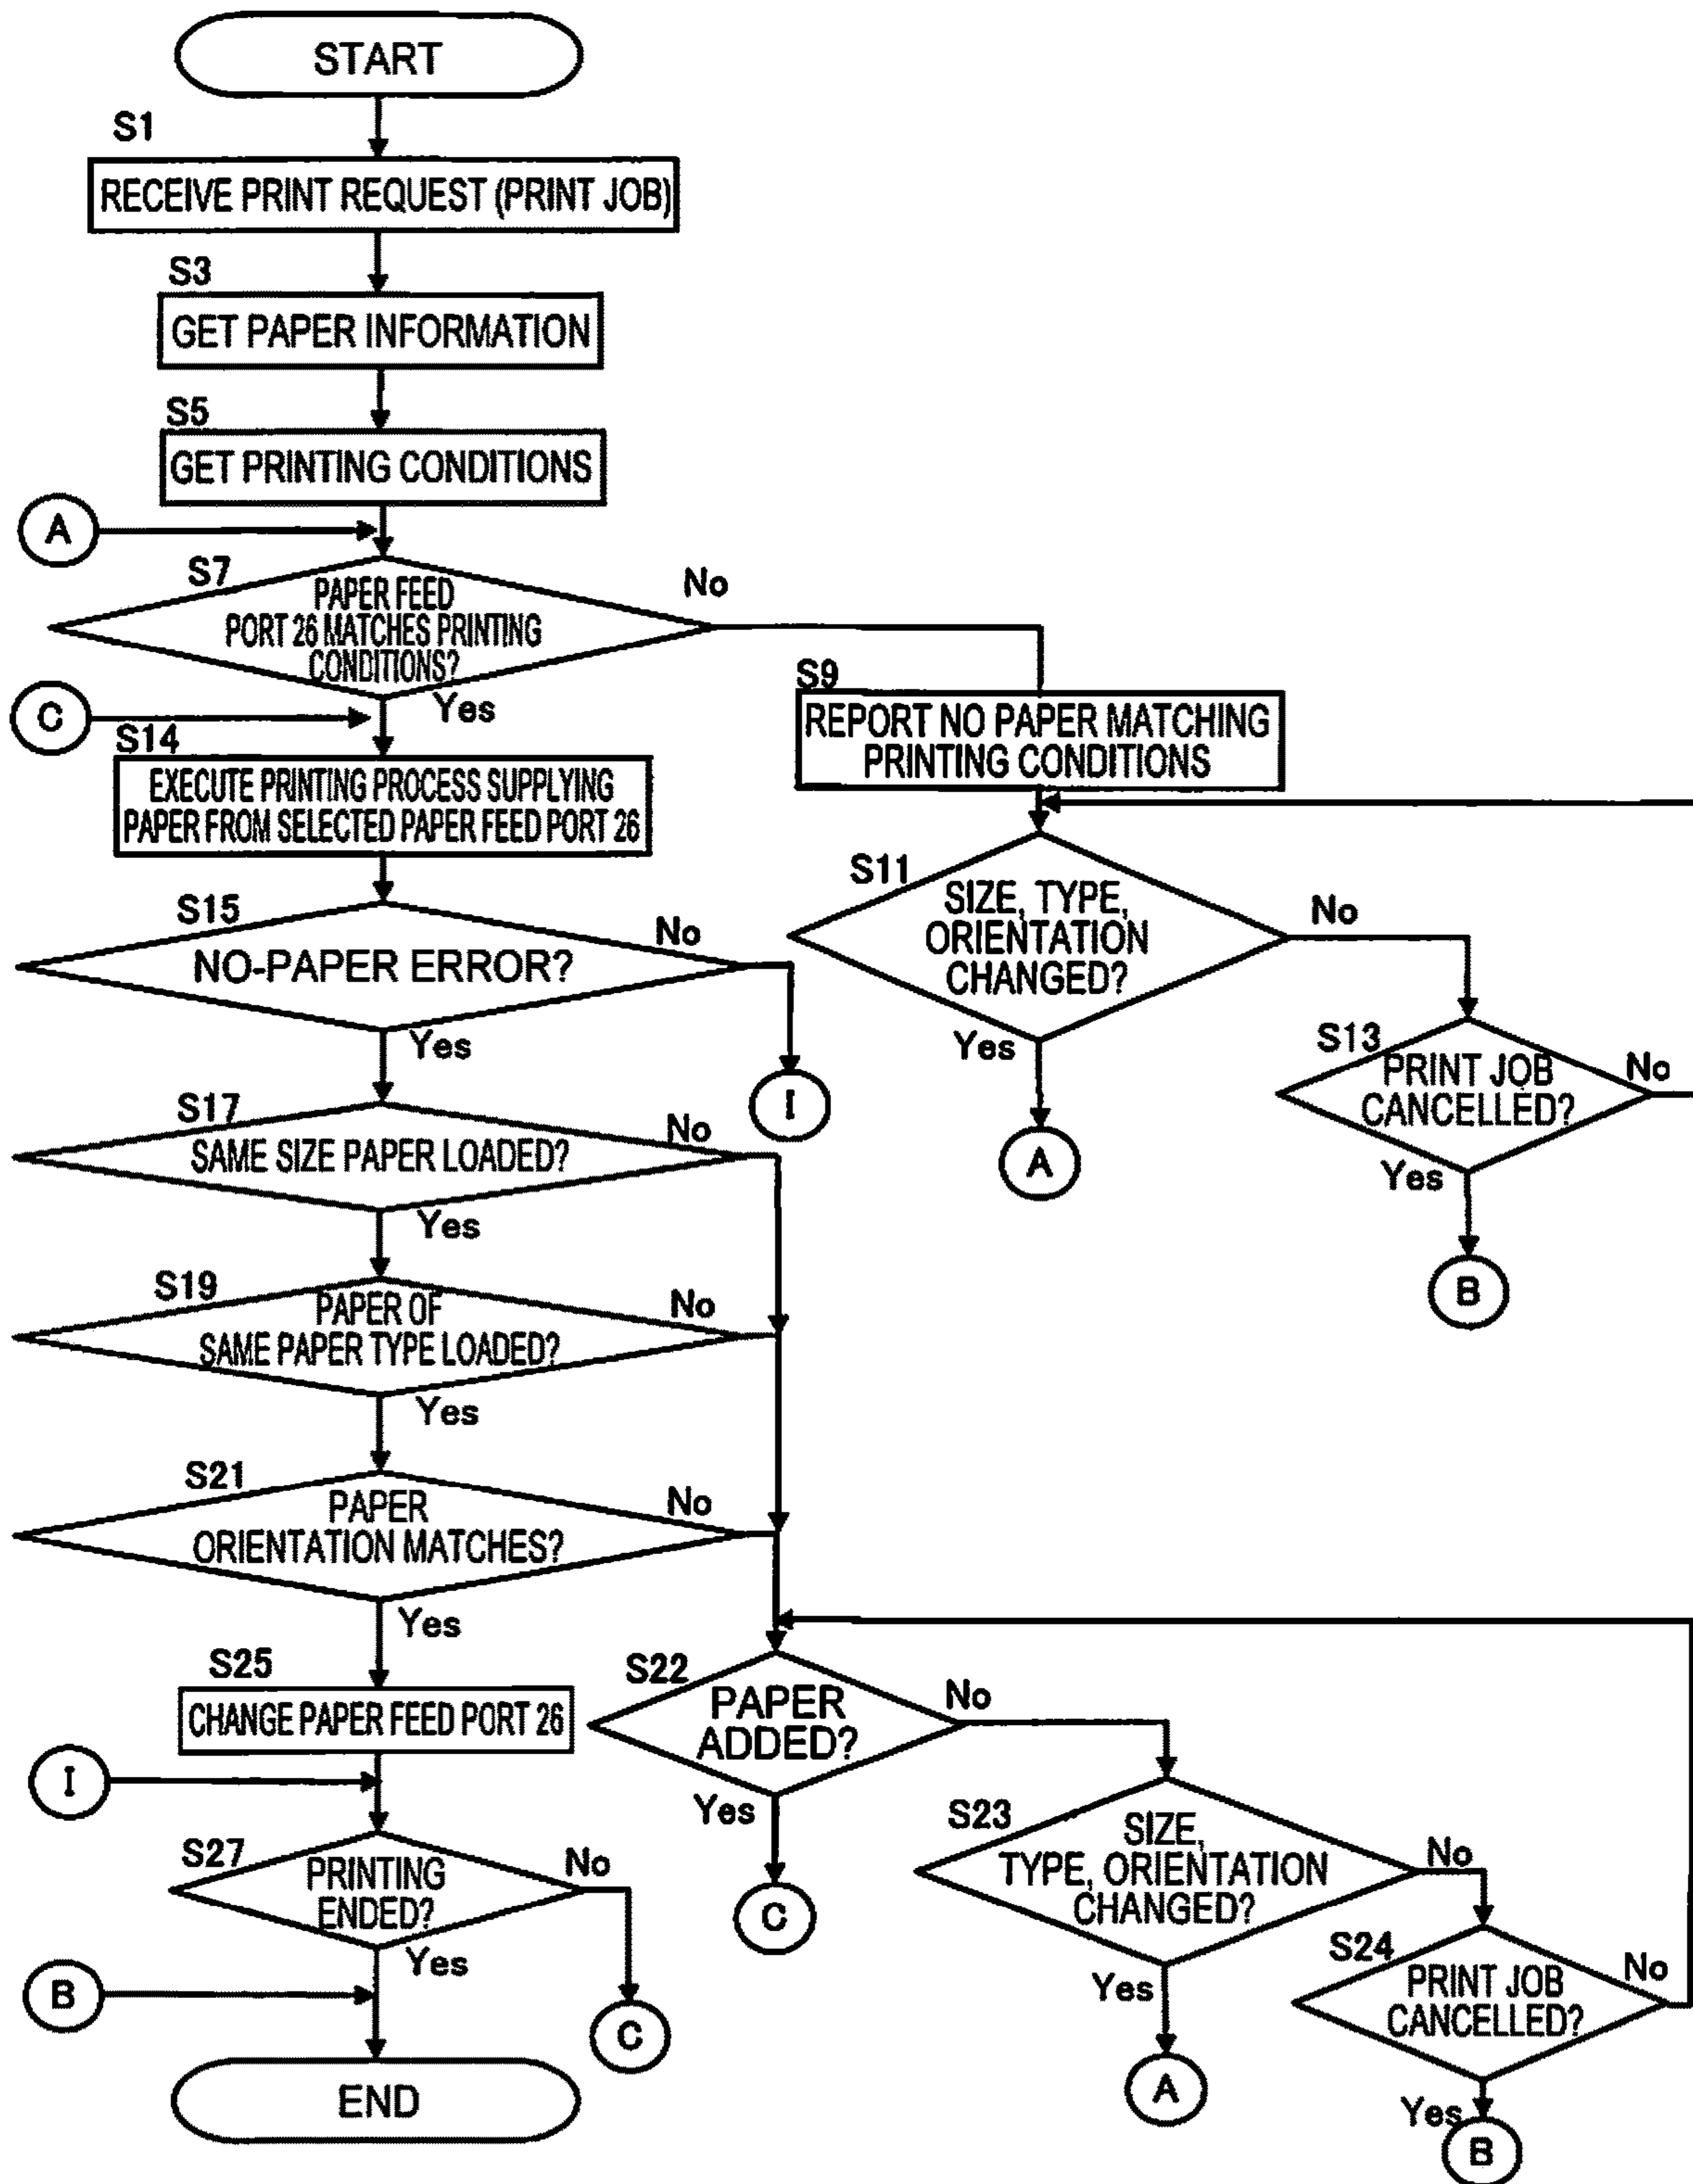 START
S1
RECEIVE PRINT REQUEST (PRINT JOB)
S3
GET PAPER INFORMATION
S5
GET PRINTING CONDITIONS
A
S7
PAPER FEED
PORT 26 MATCHES PRINTING
CONDITIONS?
No
Yes
C
S9
REPORT NO PAPER MATCHING
PRINTING CONDITIONS
S14
EXECUTE PRINTING PROCESS SUPPLYING
PAPER FROM SELECTED PAPER FEED PORT 26
S11
SIZE, TYPE,
ORIENTATION
CHANGED?
No
Yes
A
S13
PRINT JOB
CANCELLED?
No
Yes
B
S15
NO-PAPER ERROR?
No
Yes
I
S17
SAME SIZE PAPER LOADED?
No
Yes
S19
PAPER OF
SAME PAPER TYPE LOADED?
No
Yes
S21
PAPER
ORIENTATION MATCHES?
No
Yes
S25
CHANGE PAPER FEED PORT 26
S22
PAPER
ADDED?
No
Yes
C
I
S27
PRINTING
ENDED?
No
Yes
C
S23
SIZE,
TYPE, ORIENTATION
CHANGED?
No
Yes
A
S24
PRINT JOB
CANCELLED?
No
Yes
B
B
END